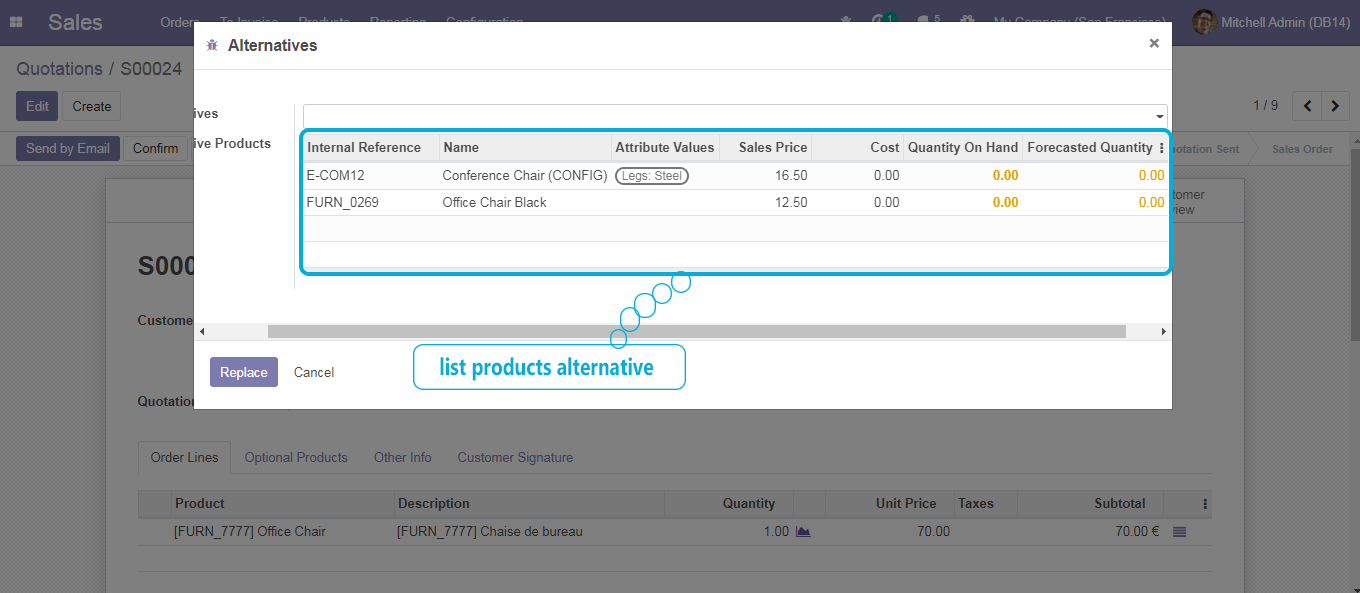 Sales Orders To Invoice Products Reporting Configuration 1 5 My Company (San Francisco) Mitchell Admin (DB14)
Alternatives ×
Quotations / S00024
Edit Create
1 / 9
ives
ive Products
Send by Email Confirm
uotation Sent Sales Order
Internal Reference Name Attribute Values Sales Price Cost Quantity On Hand Forecasted Quantity
E-COM12 Conference Chair (CONFIG) Legs: Steel 16.50 0.00 0.00 0.00
FURN_0269 Office Chair Black 12.50 0.00 0.00 0.00
tomer
iew
S000
Custome
Replace Cancel
list products alternative
Quotation
Order Lines Optional Products Other Info Customer Signature
Product Description Quantity Unit Price Taxes Subtotal
[FURN_7777] Office Chair [FURN_7777] Chaise de bureau 1.00 70.00 70.00 €